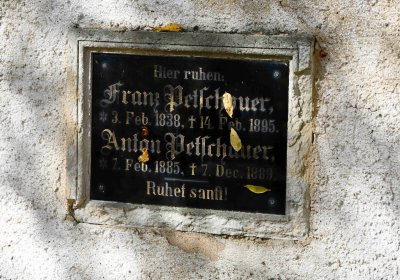 Hier ruhen:
Franz Petschauer,
* 3. Feb. 1838, † 14. Feb. 1895.
Anton Petschauer,
* 7. Feb. 1885, † 7. Dec. 1889.
Ruhet sanft!